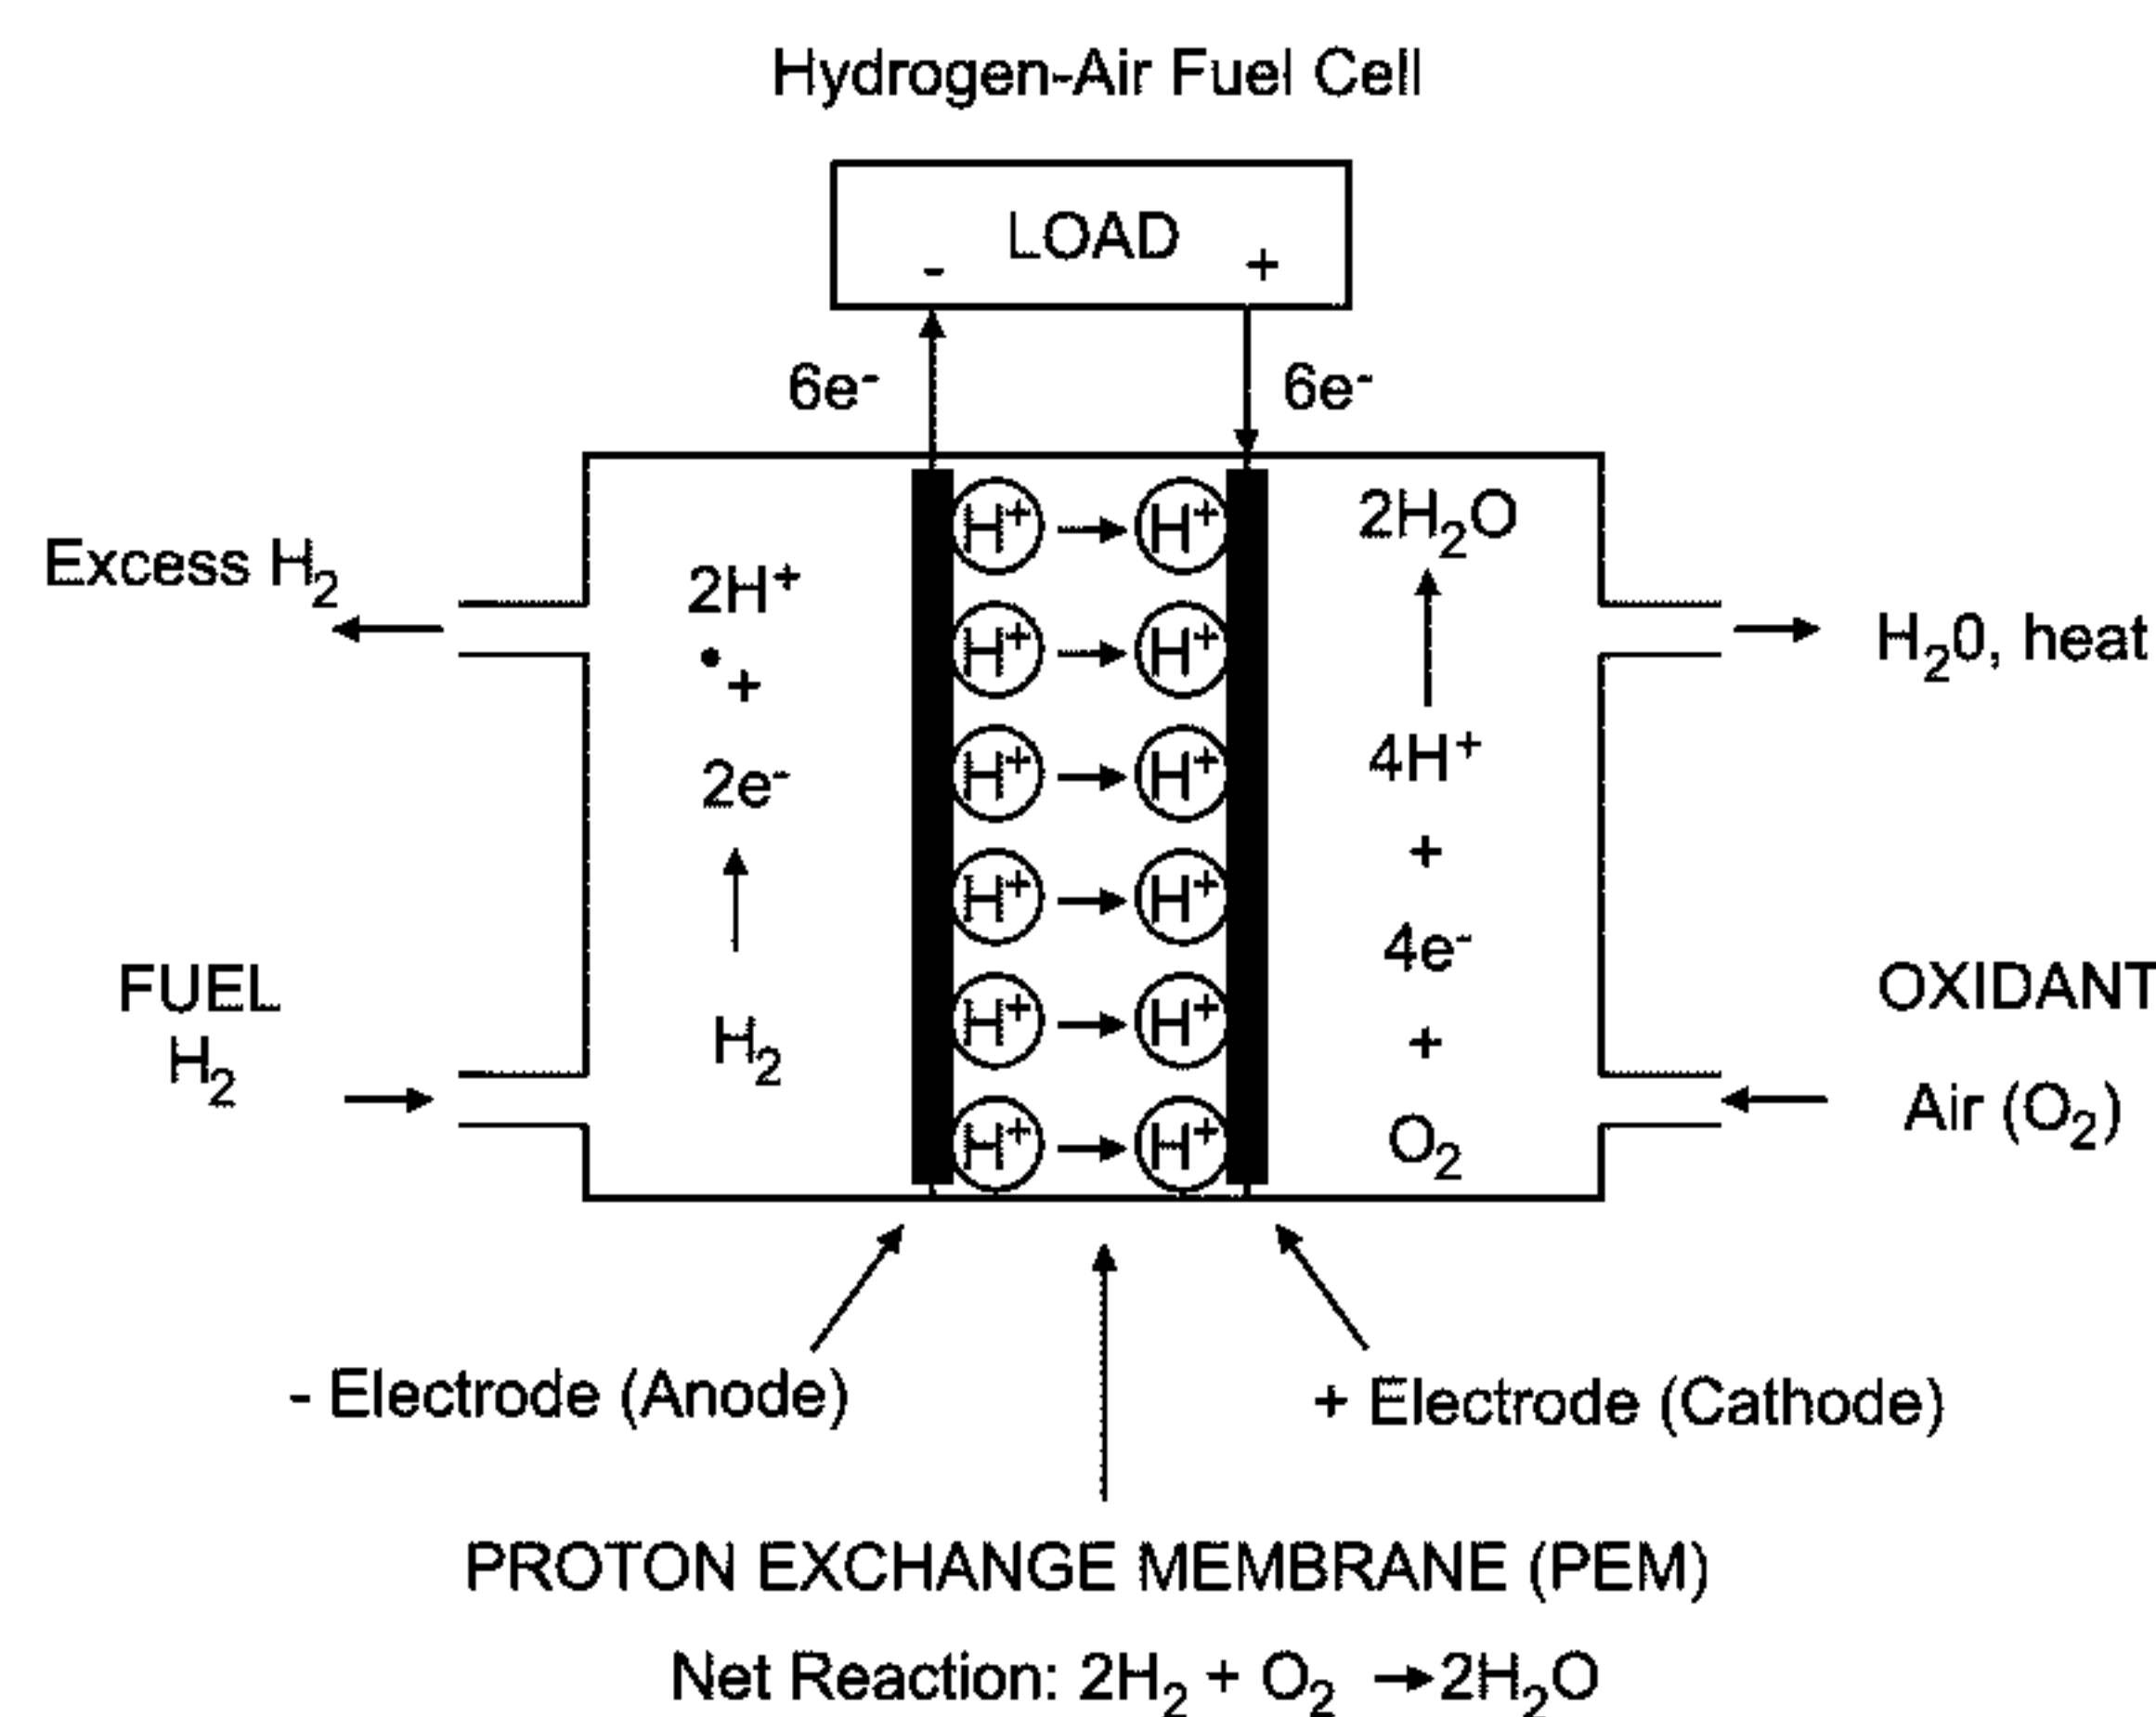 Hydrogen-Air Fuel Cell
LOAD
- +
6e⁻ 6e⁻
Excess H₂
2H⁺
• +
2e⁻
H₂
FUEL
H₂
H⁺ → H⁺
H⁺ → H⁺
H⁺ → H⁺
H⁺ → H⁺
H⁺ → H⁺
H⁺ → H⁺
2H₂O
4H⁺
+
4e⁻
+
O₂
H₂0, heat
OXIDANT
Air (O₂)
- Electrode (Anode)
+ Electrode (Cathode)
PROTON EXCHANGE MEMBRANE (PEM)
Net Reaction: 2H₂ + O₂ → 2H₂O